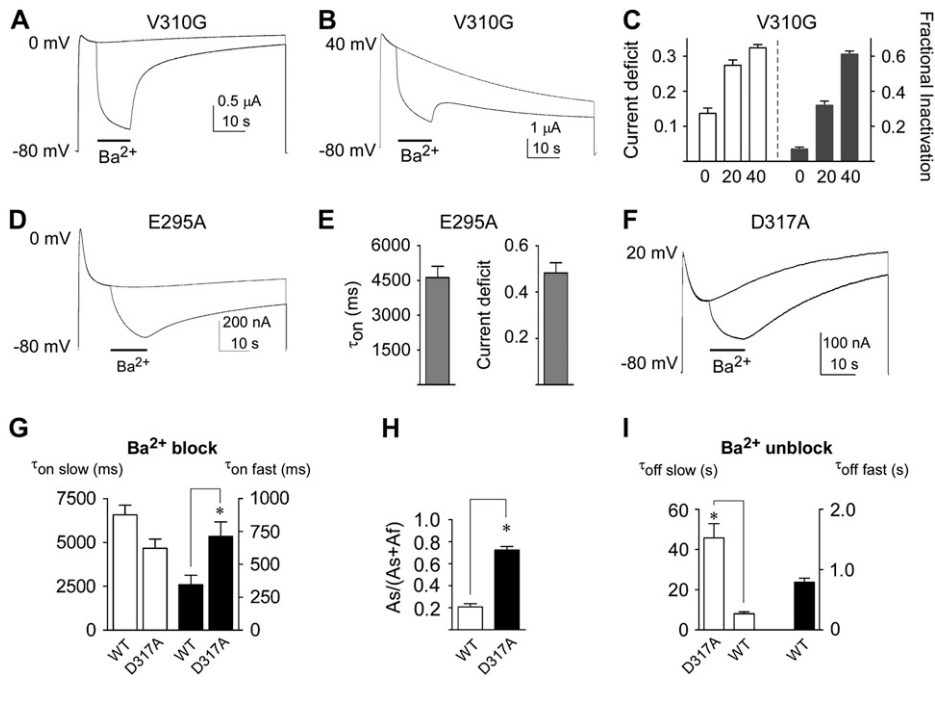 A
V310G
0 mV
-80 mV
Ba2+
0.5 μA
10 s
B
V310G
40 mV
-80 mV
Ba2+
1 μA
10 s
C
V310G
Current deficit
0.3
0.2
0.1
0 20 40
0 20 40
0.6
0.4
0.2
Fractional Inactivation
D
E295A
0 mV
-80 mV
Ba2+
200 nA
10 s
E
E295A
τon (ms)
6000
4500
3000
1500
Current deficit
0.6
0.4
0.2
F
D317A
20 mV
-80 mV
Ba2+
100 nA
10 s
G
Ba2+ block
τon slow (ms)
τon fast (ms)
7500
5000
2500
0
*
1000
750
500
250
0
WT
D317A
WT
D317A
H
As/(As+Af)
1.0
0.8
0.6
0.4
0.2
*
WT
D317A
I
Ba2+ unblock
τoff slow (s)
τoff fast (s)
60
40
20
0
*
2.0
1.0
0
D317A
WT
WT